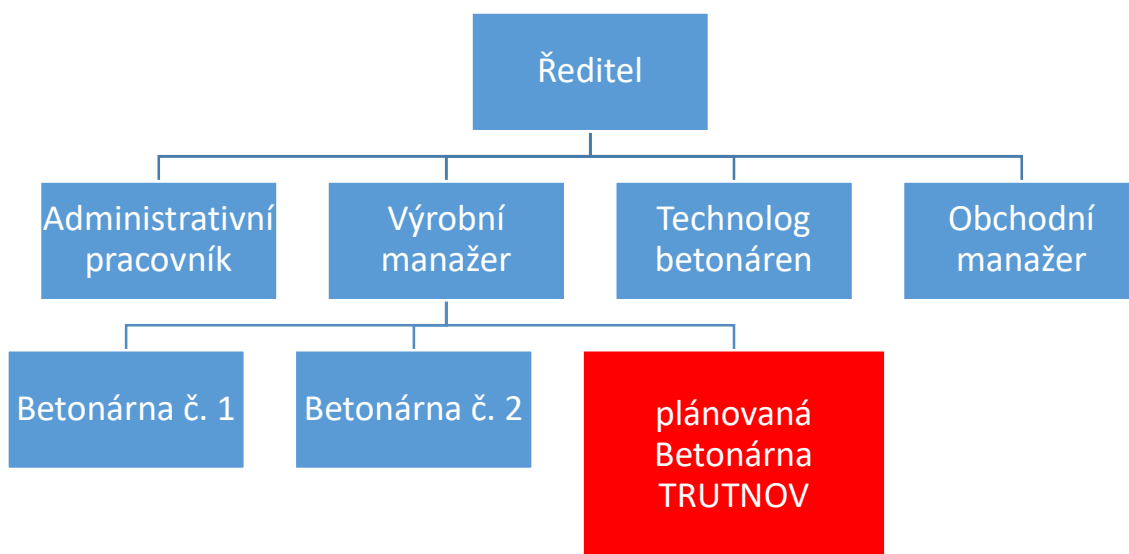 Ředitel
Administrativní
pracovník
Výrobní
manažer
Technolog
betonáren
Obchodní
manažer
Betonárna č. 1
Betonárna č. 2
plánovaná
Betonárna
TRUTNOV